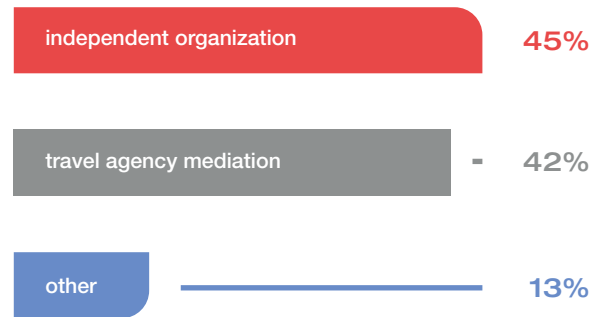 independent organization 45%
travel agency mediation 42%
other 13%